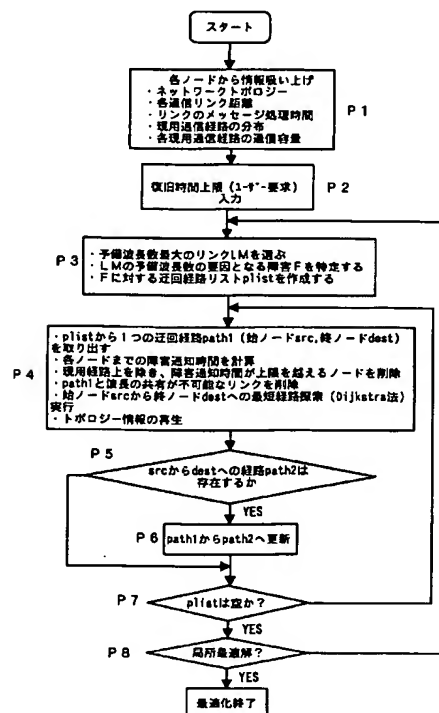 スタート
各ノードから情報吸い上げ
・ネットワークトポロジー
・各通信リンク距離
・リンクのメッセージ処理時間
・現用通信経路の分布
・各現用通信経路の通信容量
P1
復旧時間上限（ユーザー要求）
入力
P2
P3
・予備波長数最大のリンクLMを選ぶ
・LMの予備波長数の要因となる障害Fを特定する
・Fに対する迂回経路リストplistを作成する
P4
・plistから1つの迂回経路path1（始ノードsrc,終ノードdest）
を取り出す
・各ノードまでの障害通知時間を計算
・現用経路上を除き、障害通知時間が上限を越えるノードを削除
・path1と波長の共有が不可能なリンクを削除
・始ノードsrcから終ノードdestへの最短経路探索（Dijkstra法）
実行
・トポロジー情報の再生
P5
srcからdestへの経路path2は
存在するか
YES
P6
path1からpath2へ更新
P7
plistは空か？
YES
P8
局所最適解？
YES
最適化終了